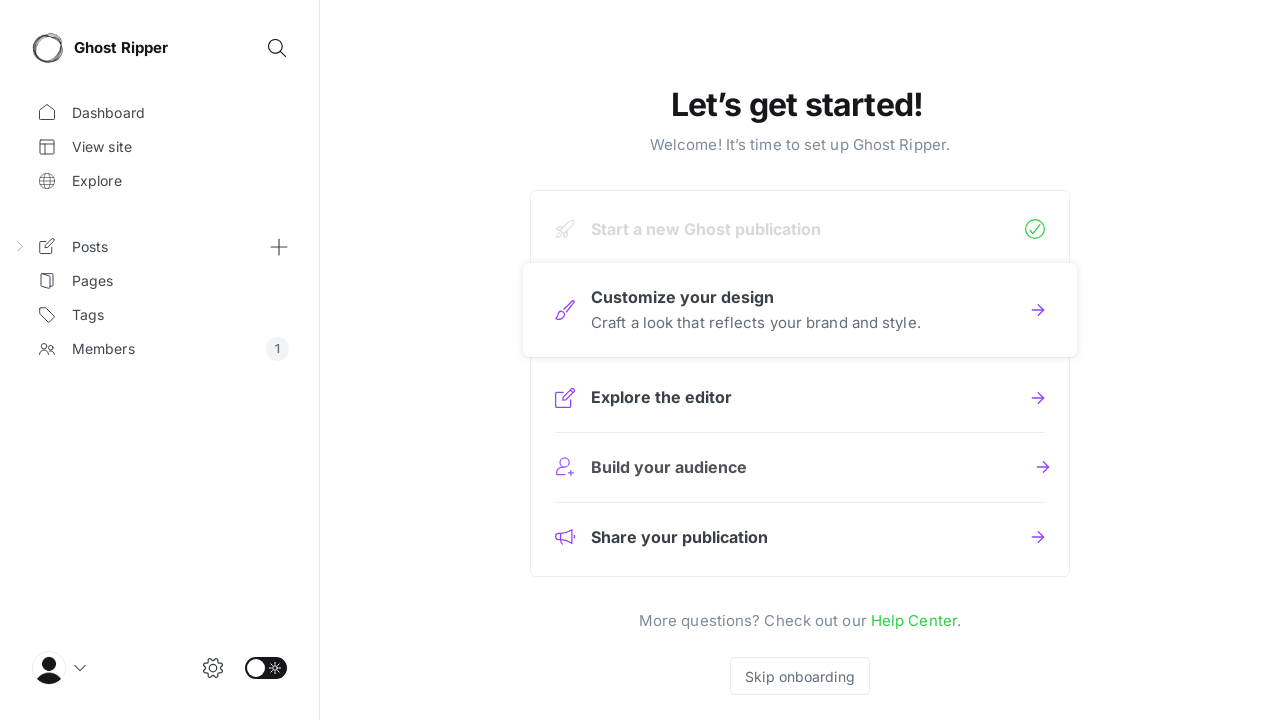 Ghost Ripper
Dashboard
View site
Explore
Posts
Pages
Tags
Members
1
Let’s get started!
Welcome! It’s time to set up Ghost Ripper.
Start a new Ghost publication
Customize your design
Craft a look that reflects your brand and style.
Explore the editor
Build your audience
Share your publication
More questions? Check out our Help Center.
Skip onboarding